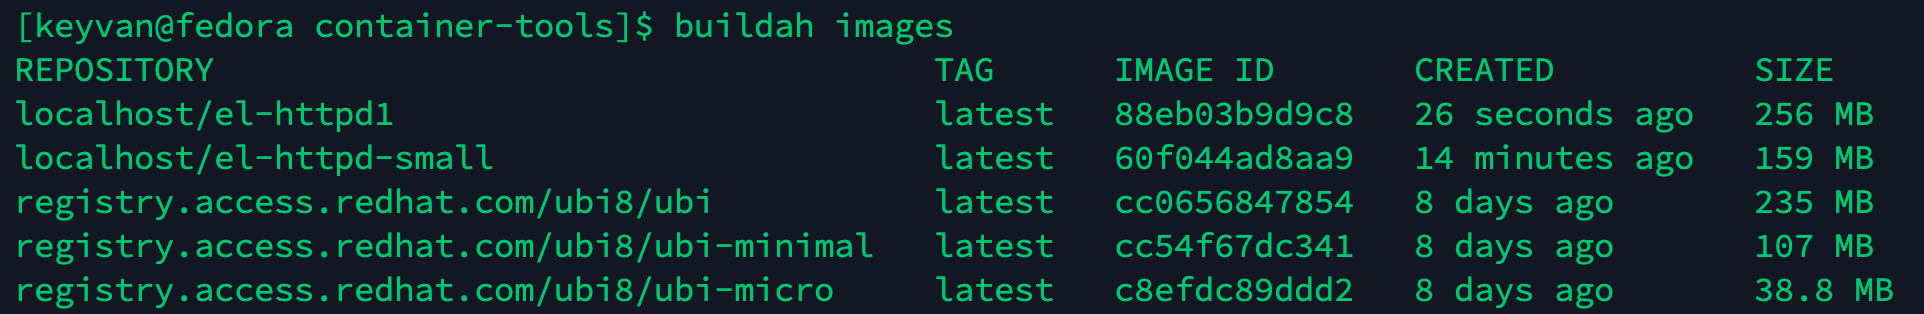 [keyvan@fedora container-tools]$ buildah images
REPOSITORY TAG IMAGE ID CREATED SIZE
localhost/el-httpd1 latest 88eb03b9d9c8 26 seconds ago 256 MB
localhost/el-httpd-small latest 60f044ad8aa9 14 minutes ago 159 MB
registry.access.redhat.com/ubi8/ubi latest cc0656847854 8 days ago 235 MB
registry.access.redhat.com/ubi8/ubi-minimal latest cc54f67dc341 8 days ago 107 MB
registry.access.redhat.com/ubi8/ubi-micro latest c8efdc89ddd2 8 days ago 38.8 MB